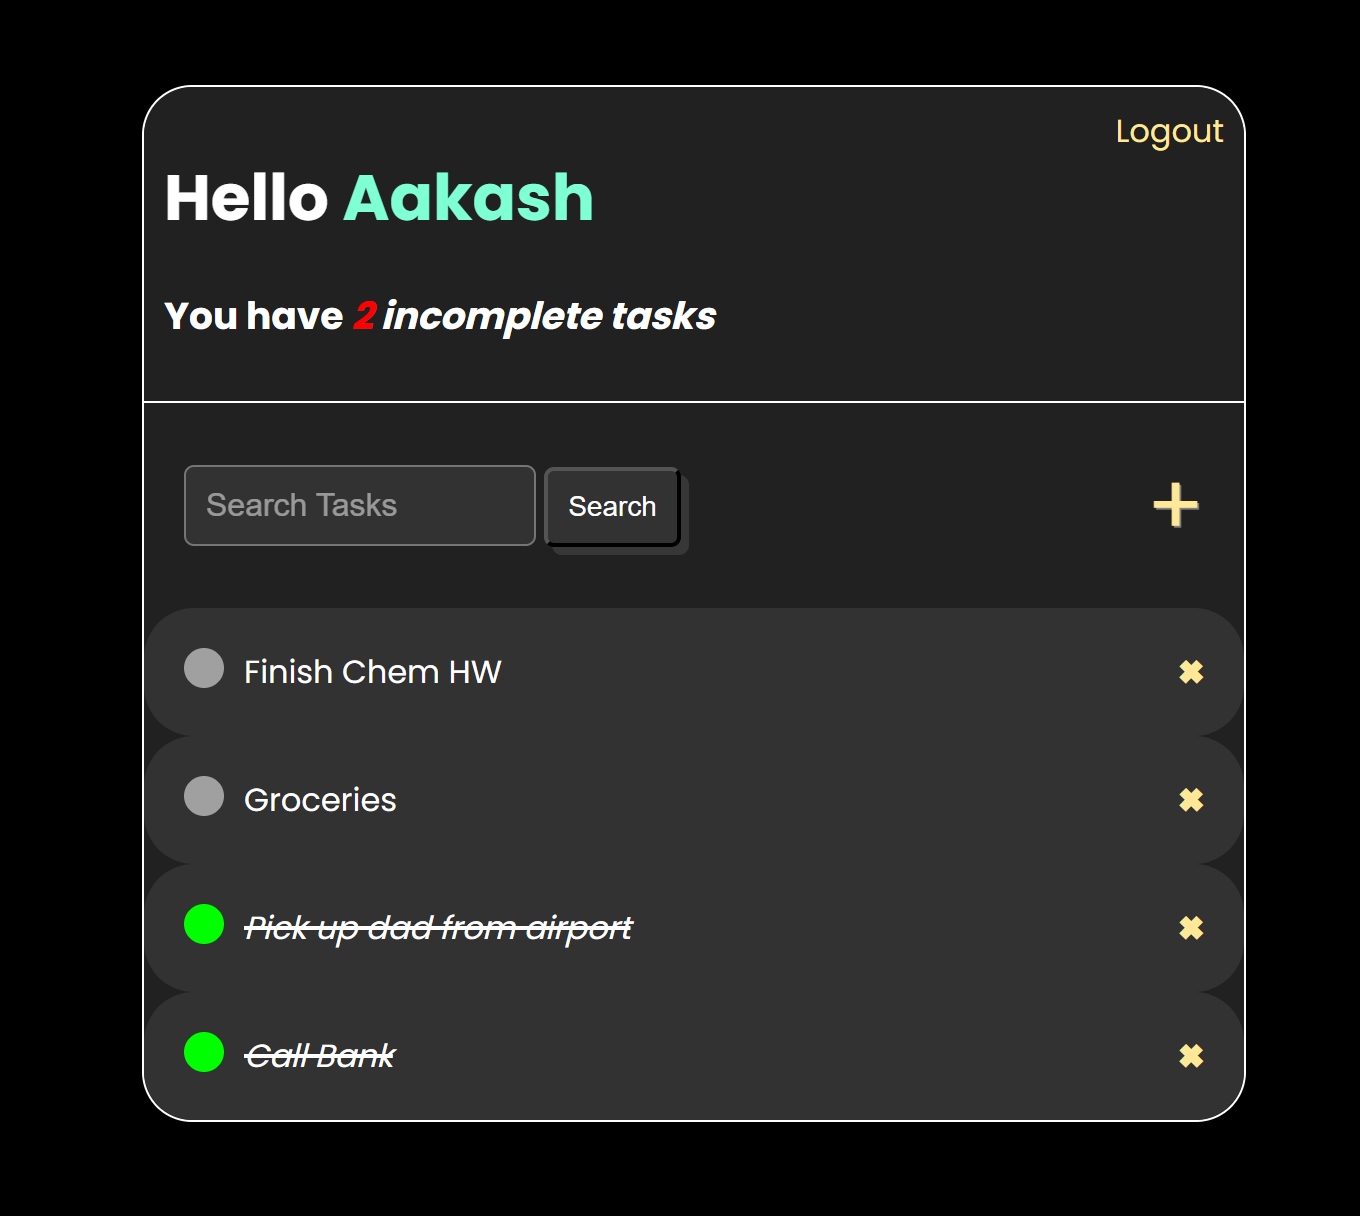 Logout
Hello Aakash
You have 2 incomplete tasks
Search Tasks Search
Finish Chem HW
Groceries
Pick up dad from airport
Call Bank